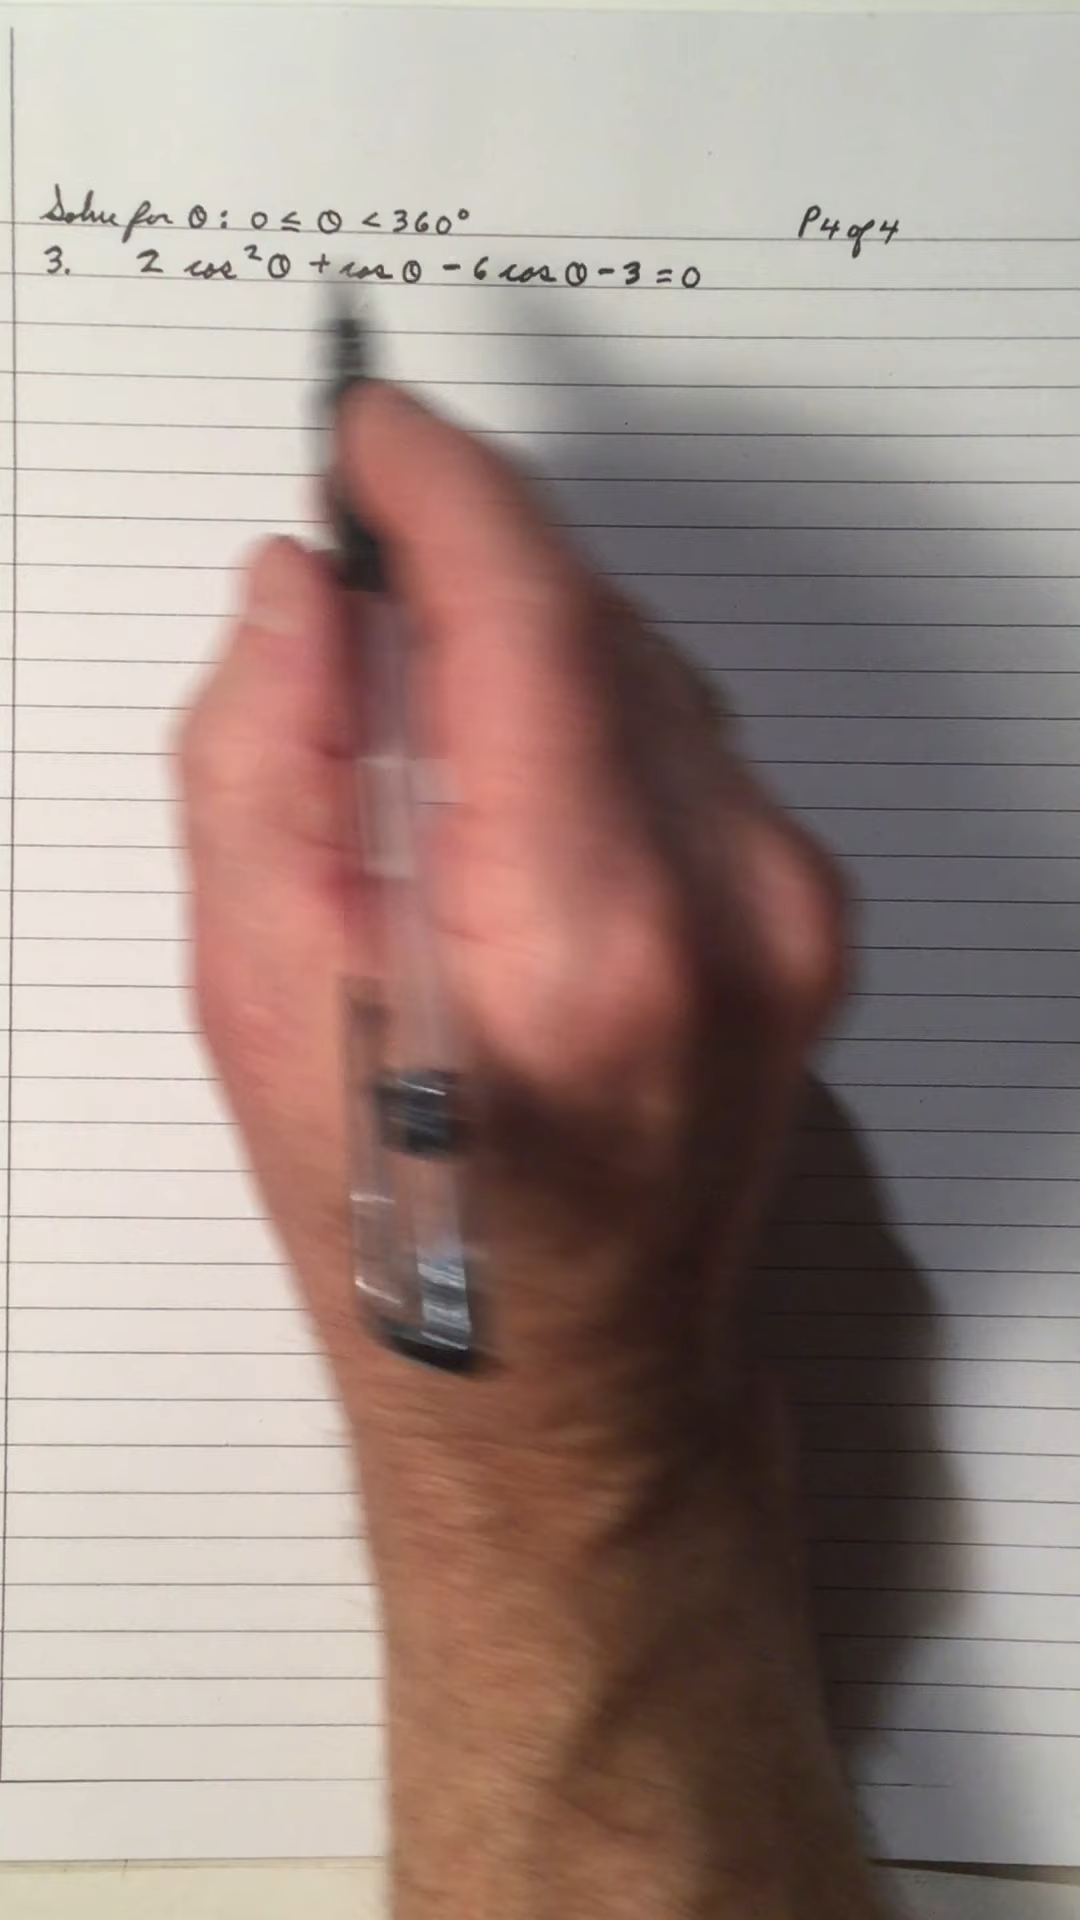 Solve for θ: 0 ≤ θ < 360° P4 of 4
3. 2 cos²θ + cos θ - 6 cos θ - 3 = 0